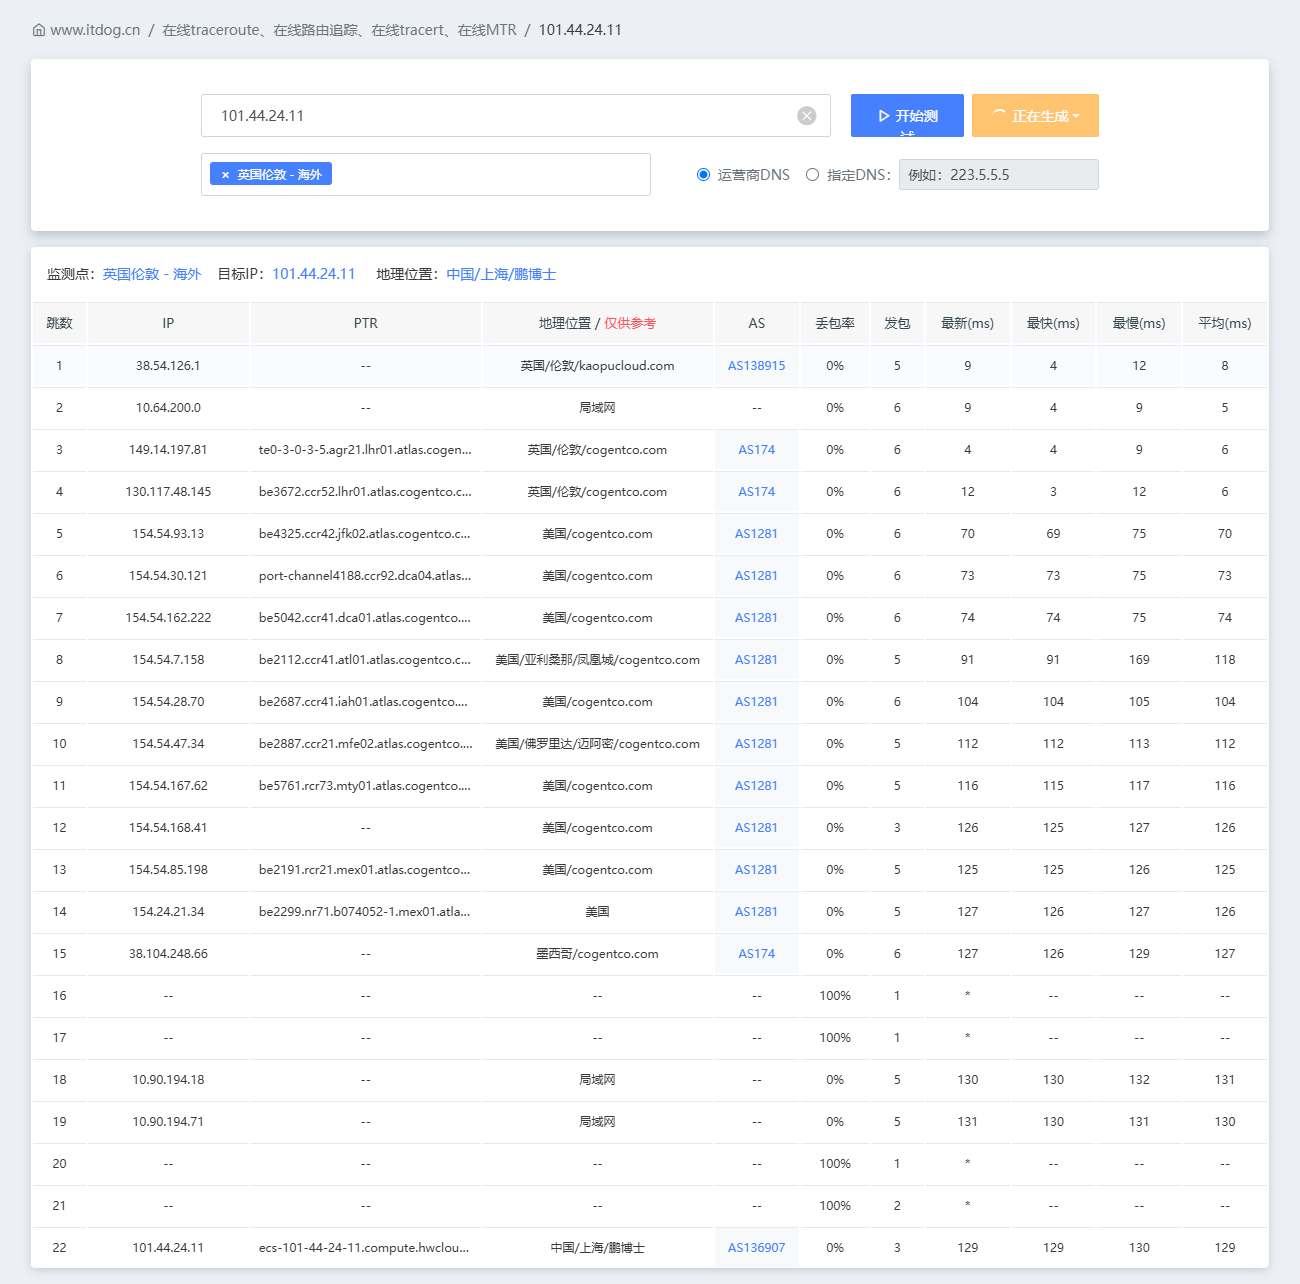 www.itdog.cn / 在线traceroute、在线路由追踪、在线tracert、在线MTR / 101.44.24.11
101.44.24.11
开始测
正在生成
× 英国伦敦 - 海外
运营商DNS 指定DNS： 例如：223.5.5.5
监测点：英国伦敦 - 海外 目标IP：101.44.24.11 地理位置：中国/上海/鹏博士
跳数 IP PTR 地理位置 / 仅供参考 AS 丢包率 发包 最新(ms) 最快(ms) 最慢(ms) 平均(ms)
1 38.54.126.1 -- 英国/伦敦/kaopucloud.com AS138915 0% 5 9 4 12 8
2 10.64.200.0 -- 局域网 -- 0% 6 9 4 9 5
3 149.14.197.81 te0-3-0-3-5.agr21.lhr01.atlas.cogen... 英国/伦敦/cogentco.com AS174 0% 6 4 4 9 6
4 130.117.48.145 be3672.ccr52.lhr01.atlas.cogentco.c... 英国/伦敦/cogentco.com AS174 0% 6 12 3 12 6
5 154.54.93.13 be4325.ccr42.jfk02.atlas.cogentco.c... 美国/cogentco.com AS1281 0% 6 70 69 75 70
6 154.54.30.121 port-channel4188.ccr92.dca04.atlas... 美国/cogentco.com AS1281 0% 6 73 73 75 73
7 154.54.162.222 be5042.ccr41.dca01.atlas.cogentco.... 美国/cogentco.com AS1281 0% 6 74 74 75 74
8 154.54.7.158 be2112.ccr41.atl01.atlas.cogentco.c... 美国/亚利桑那/凤凰城/cogentco.com AS1281 0% 5 91 91 169 118
9 154.54.28.70 be2687.ccr41.iah01.atlas.cogentco.... 美国/cogentco.com AS1281 0% 6 104 104 105 104
10 154.54.47.34 be2887.ccr21.mfe02.atlas.cogentco.... 美国/佛罗里达/迈阿密/cogentco.com AS1281 0% 5 112 112 113 112
11 154.54.167.62 be5761.rcr73.mty01.atlas.cogentco.... 美国/cogentco.com AS1281 0% 5 116 115 117 116
12 154.54.168.41 -- 美国/cogentco.com AS1281 0% 3 126 125 127 126
13 154.54.85.198 be2191.rcr21.mex01.atlas.cogentco... 美国/cogentco.com AS1281 0% 5 125 125 126 125
14 154.24.21.34 be2299.nr71.b074052-1.mex01.atla... 美国 AS1281 0% 5 127 126 127 126
15 38.104.248.66 -- 墨西哥/cogentco.com AS174 0% 6 127 126 129 127
16 -- -- -- -- 100% 1 * -- -- --
17 -- -- -- -- 100% 1 * -- -- --
18 10.90.194.18 -- 局域网 -- 0% 5 130 130 132 131
19 10.90.194.71 -- 局域网 -- 0% 5 131 130 131 130
20 -- -- -- -- 100% 1 * -- -- --
21 -- -- -- -- 100% 2 * -- -- --
22 101.44.24.11 ecs-101-44-24-11.compute.hwclou... 中国/上海/鹏博士 AS136907 0% 3 129 129 130 129